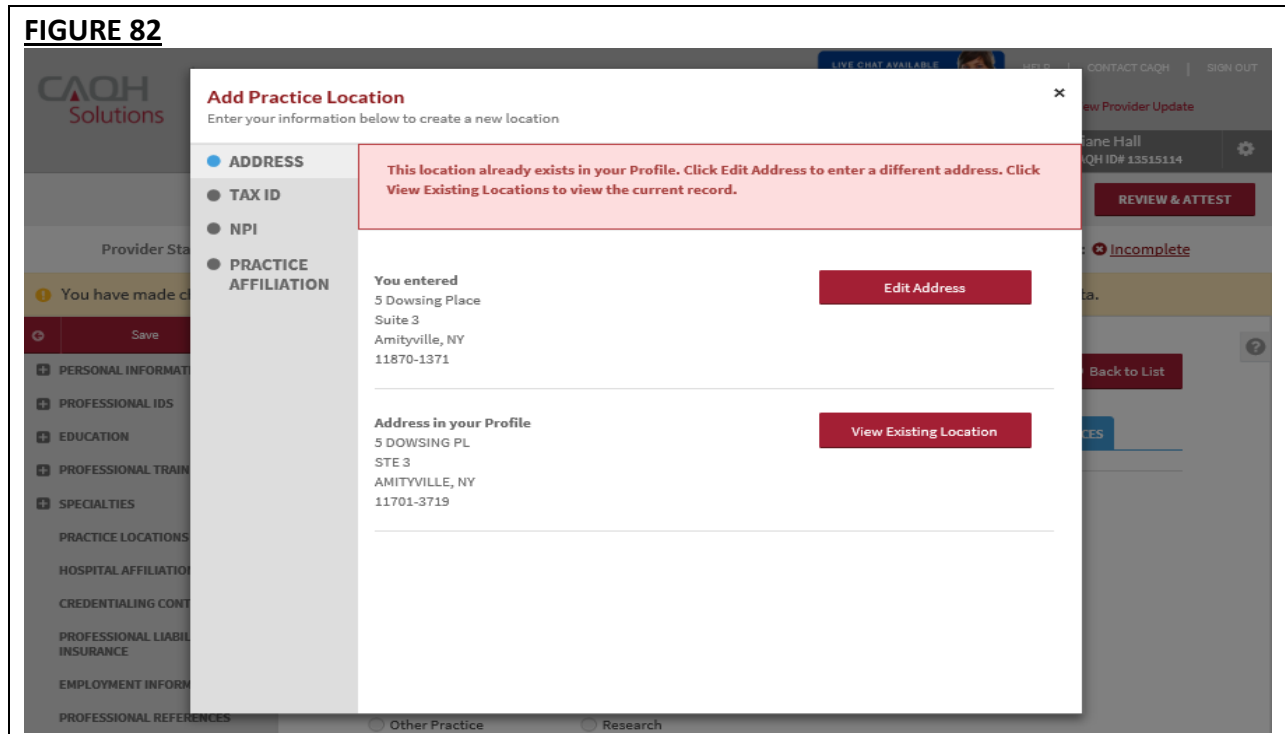 FIGURE 82
LIVE CHAT AVAILABLE
HELP | CONTACT CAQH | SIGN OUT
CAQH
Solutions
Add Practice Location
×
Enter your information below to create a new location
ew Provider Update
iane Hall
AQH ID# 13515114
ADDRESS
This location already exists in your Profile. Click Edit Address to enter a different address. Click
View Existing Locations to view the current record.
TAX ID
NPI
PRACTICE
AFFILIATION
REVIEW & ATTEST
Provider Sta
: Incomplete
You have made ch
ta.
Save
You entered
5 Dowsing Place
Suite 3
Amityville, NY
11870-1371
Edit Address
Back to List
PERSONAL INFORMATI
PROFESSIONAL IDS
EDUCATION
PROFESSIONAL TRAIN
SPECIALTIES
PRACTICE LOCATIONS
HOSPITAL AFFILIATION
CREDENTIALING CONT
PROFESSIONAL LIABIL
INSURANCE
EMPLOYMENT INFORM
PROFESSIONAL REFERENCES
Address in your Profile
5 DOWSING PL
STE 3
AMITYVILLE, NY
11701-3719
View Existing Location
CES
Other Practice
Research